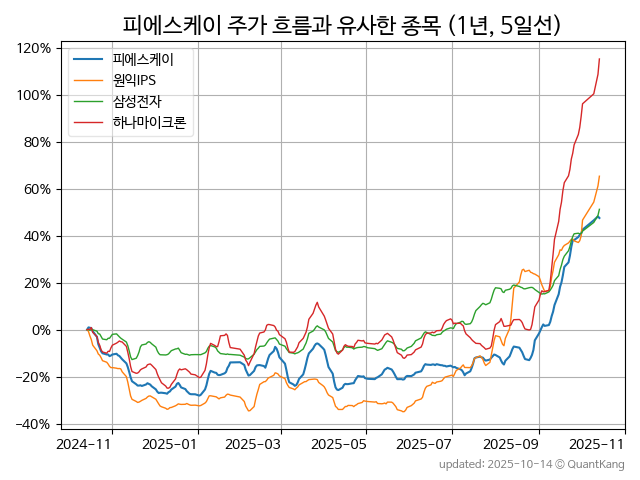 피에스케이 주가 흐름과 유사한 종목 (1년, 5일선)
120%
100%
80%
60%
40%
20%
0%
−20%
−40%
피에스케이
원익IPS
삼성전자
하나마이크론
2024-11
2025-01
2025-03
2025-05
2025-07
2025-09
2025-11
updated: 2025-10-14 © QuantKang